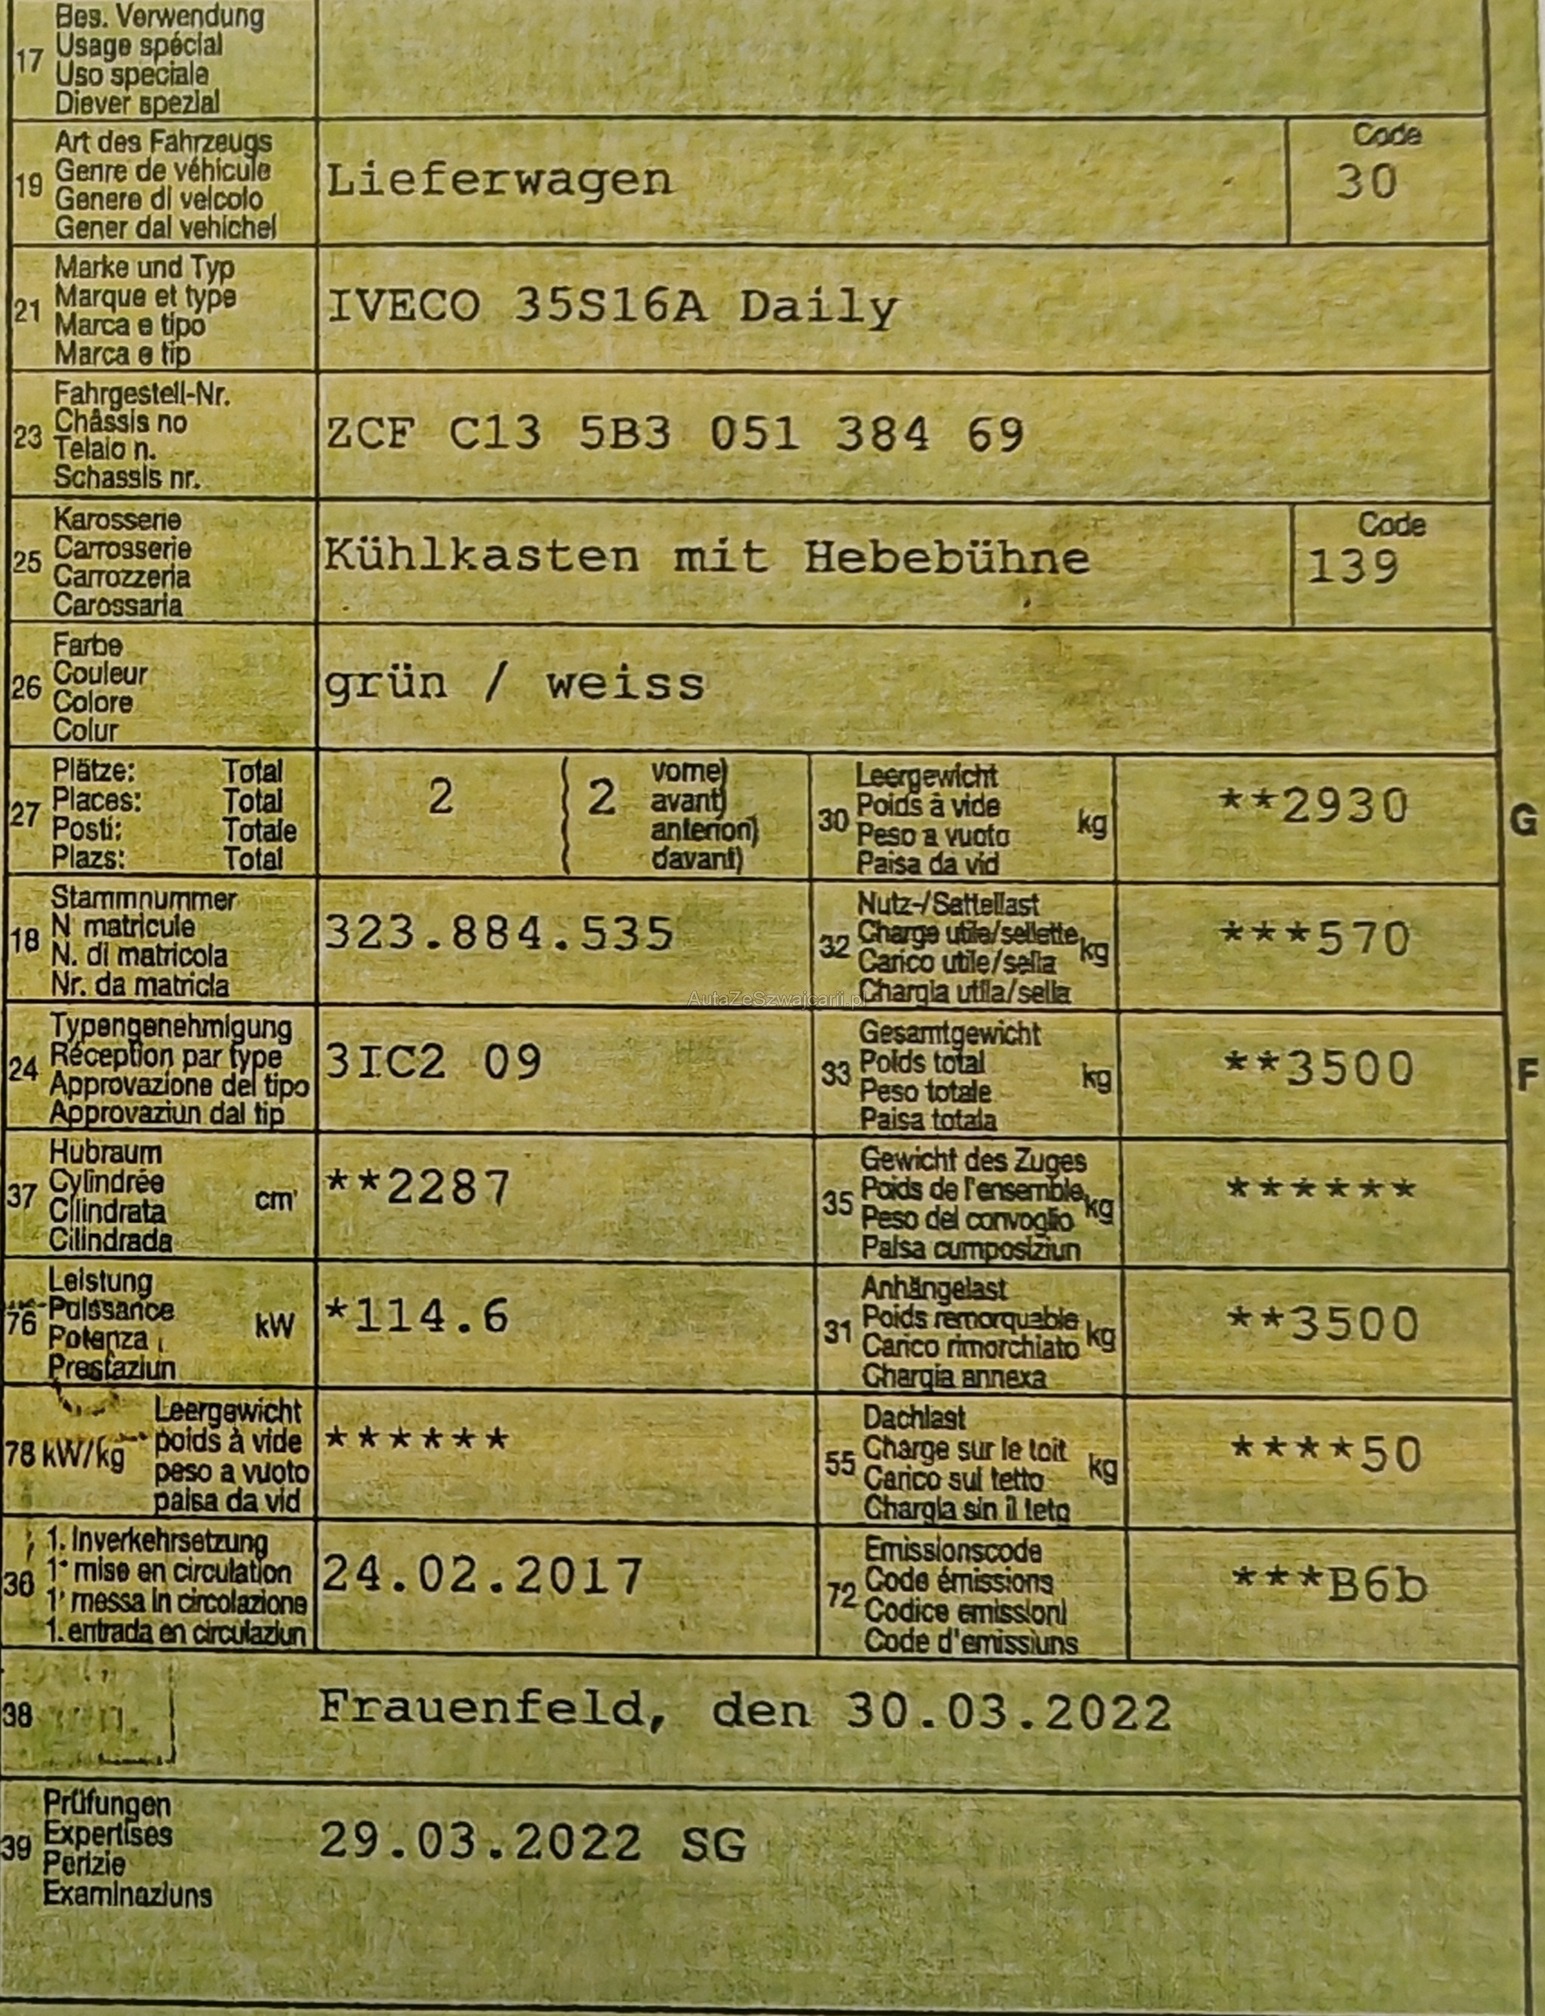 17 Bes. Verwendung
Usage spécial
Uso speciale
Diever spezial
19 Art des Fahrzeugs
Genre de véhicule
Genere di veicolo
Gener dal vehichel
Lieferwagen
Code
30
21 Marke und Typ
Marque et type
Marca e tipo
Marca e tip
IVECO 35S16A Daily
23 Fahrgestell-Nr.
Châssis no
Telaio n.
Schassis nr.
ZCF C13 5B3 051 384 69
25 Karosserie
Carrosserie
Carrozzeria
Carossaria
Kühlkasten mit Hebebühne
Code
139
26 Farbe
Couleur
Colore
Colur
grün / weiss
27 Plätze: Total
Places: Total
Posti: Totale
Plazs: Total
2 ( 2 vorne)
avant)
anteriori)
davant)
30 Leergewicht
Poids à vide
Peso a vuoto
Paisa da vid
kg
**2930
G
18 Stammnummer
N° matricule
N. di matricola
Nr. da matricla
323.884.535
32 Nutz-/Sattellast
Charge utile/sellette
Carico utile/sella
Chargia utila/sella
kg
***570
AutaZeSzwajcarii.pl
24 Typengenehmigung
Réception par type
Approvazione del tipo
Approvaziun dal tip
3IC2 09
33 Gesamtgewicht
Poids total
Peso totale
Paisa totala
kg
**3500
F
37 Hubraum
Cylindrée
Cilindrata
Cilindrada
cm³
**2287
35 Gewicht des Zuges
Poids de l'ensemble
Peso del convoglio
Paisa cumposiziun
kg
******
76 Leistung
Puissance
Potenza
Prestaziun
kW
*114.6
31 Anhängelast
Poids remorquable
Carico rimorchiato
Chargia annexa
kg
**3500
78 kW/kg Leergewicht
poids à vide
peso a vuoto
paisa da vid
******
55 Dachlast
Charge sur le toit
Carico sul tetto
Chargia sin il tetg
kg
****50
36 1. Inverkehrsetzung
1ª mise en circulation
1ª messa in circolazione
1. entrada en circulaziun
24.02.2017
72 Emissionscode
Code émissions
Codice emissioni
Code d'emissiuns
***B6b
38 Frauenfeld, den 30.03.2022
39 Prüfungen
Expertises
Perizie
Examinaziuns
29.03.2022 SG